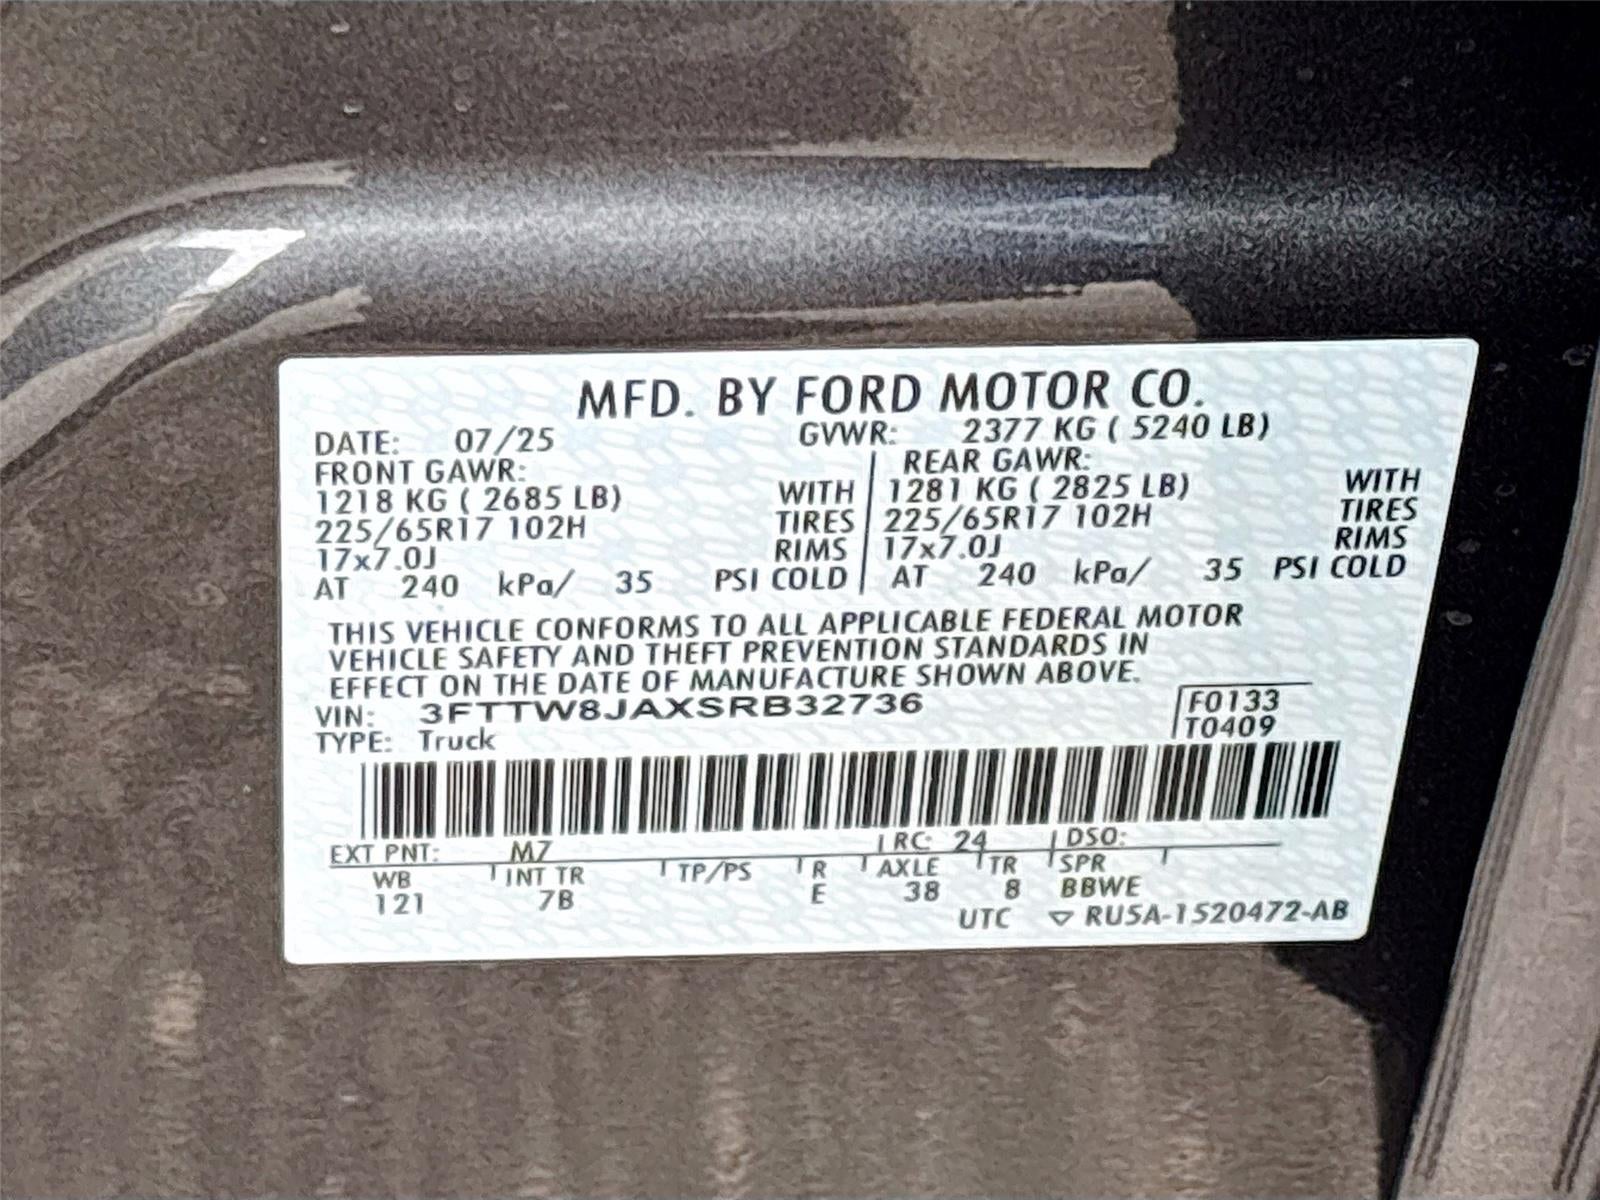 MFD. BY FORD MOTOR CO.
DATE: 07/25 GVWR: 2377 KG ( 5240 LB)
FRONT GAWR: REAR GAWR:
1218 KG ( 2685 LB) WITH 1281 KG ( 2825 LB) WITH
225/65R17 102H TIRES 225/65R17 102H TIRES
17x7.0J RIMS 17x7.0J RIMS
AT 240 kPa/ 35 PSI COLD AT 240 kPa/ 35 PSI COLD
THIS VEHICLE CONFORMS TO ALL APPLICABLE FEDERAL MOTOR
VEHICLE SAFETY AND THEFT PREVENTION STANDARDS IN
EFFECT ON THE DATE OF MANUFACTURE SHOWN ABOVE.
VIN: 3FTTW8JAXSRB32736 F0133
TYPE: Truck T0409
EXT PNT: M7 RC: 24 DSO:
WB INT TR TP/PS R AXLE TR SPR
121 7B E 38 8 BBWE
UTC ▽ RU5A-1520472-AB